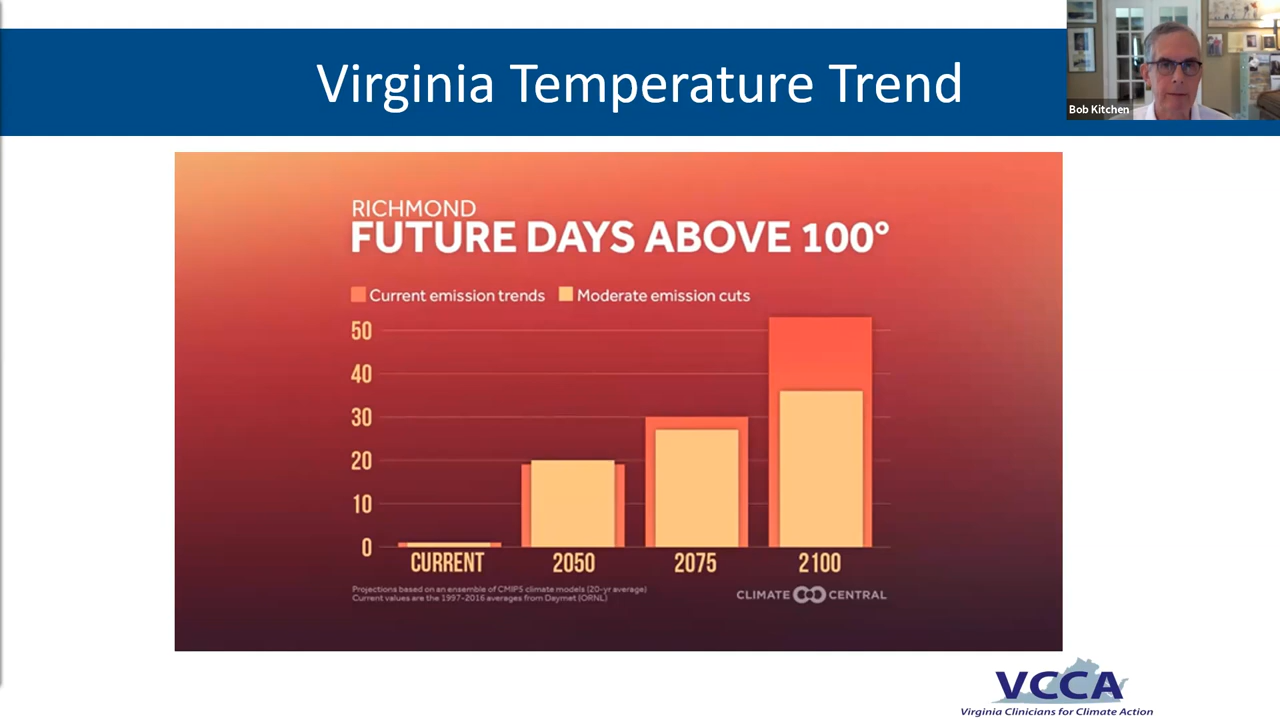 Virginia Temperature Trend
Bob Kitchen
RICHMOND
FUTURE DAYS ABOVE 100°
Current emission trends Moderate emission cuts
50
40
30
20
10
0
CURRENT 2050 2075 2100
Projections based on an ensemble of CMIP5 climate models (20-yr average)
Current values are the 1997-2016 averages from Daymet (ORNL)
CLIMATE CENTRAL
VCCA
Virginia Clinicians for Climate Action